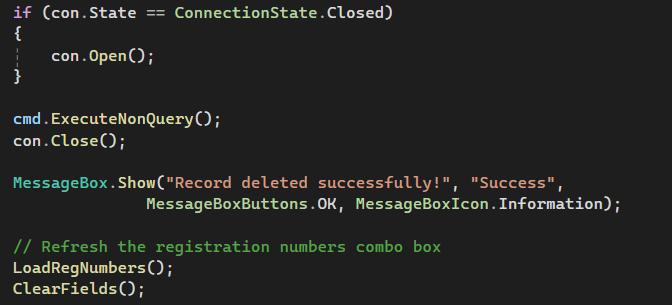 if (con.State == ConnectionState.Closed)
{
    con.Open();
}

cmd.ExecuteNonQuery();
con.Close();

MessageBox.Show("Record deleted successfully!", "Success",
                MessageBoxButtons.OK, MessageBoxIcon.Information);

// Refresh the registration numbers combo box
LoadRegNumbers();
ClearFields();